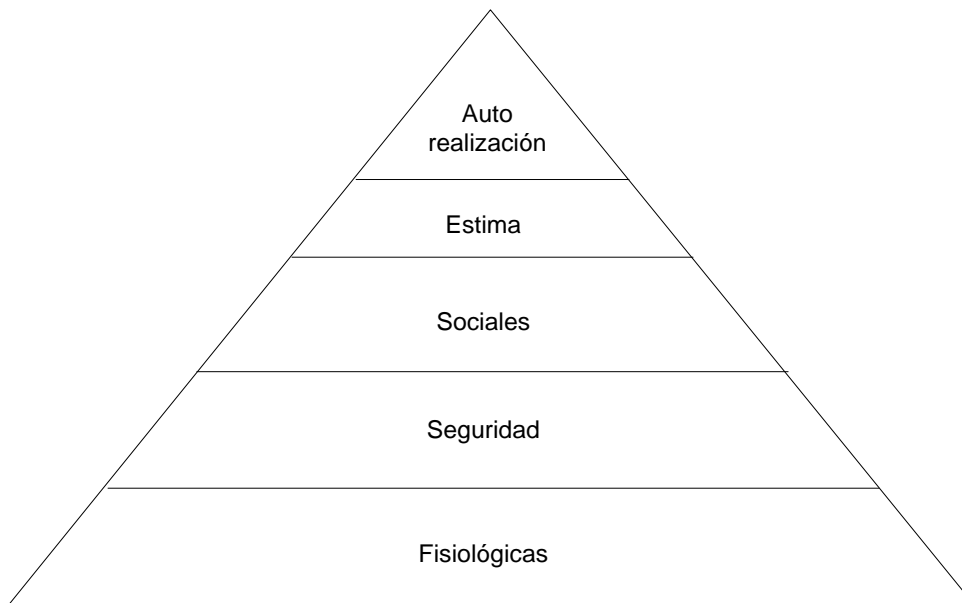 Auto
realización
Estima
Sociales
Seguridad
Fisiológicas